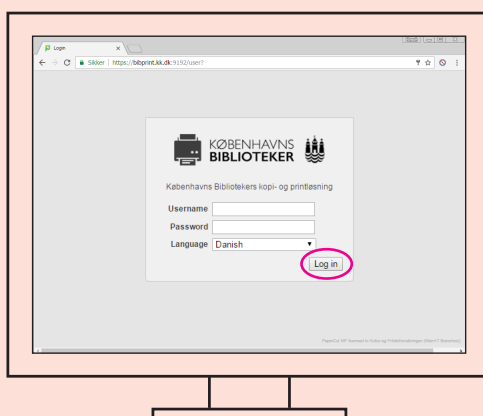 Login
Sikker | https://bibprint.kk.dk:9192/user?
KØBENHAVNS
BIBLIOTEKER
Københavns Bibliotekers kopi- og printløsning
Username
Password
Language Danish
Log in